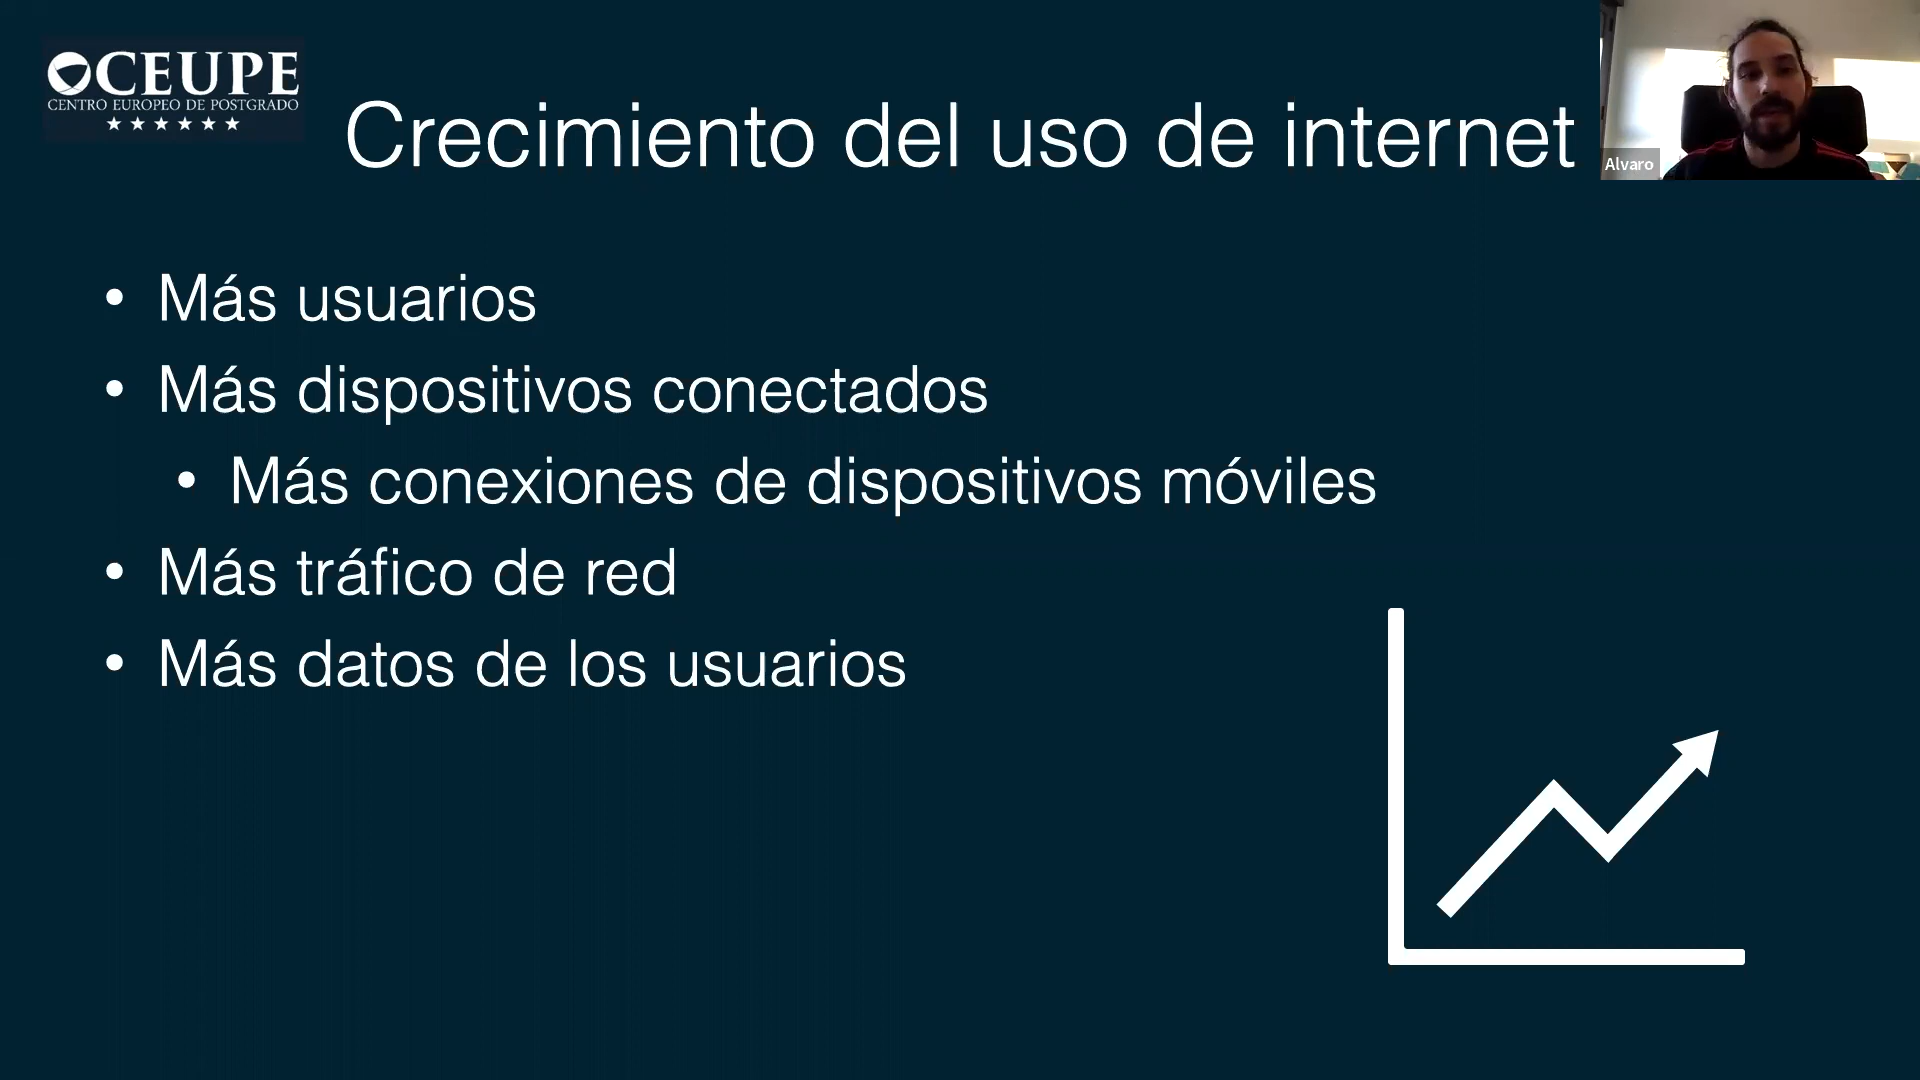 CEUPE
CENTRO EUROPEO DE POSTGRADO
Crecimiento del uso de internet
Alvaro
• Más usuarios
• Más dispositivos conectados
• Más conexiones de dispositivos móviles
• Más tráfico de red
• Más datos de los usuarios